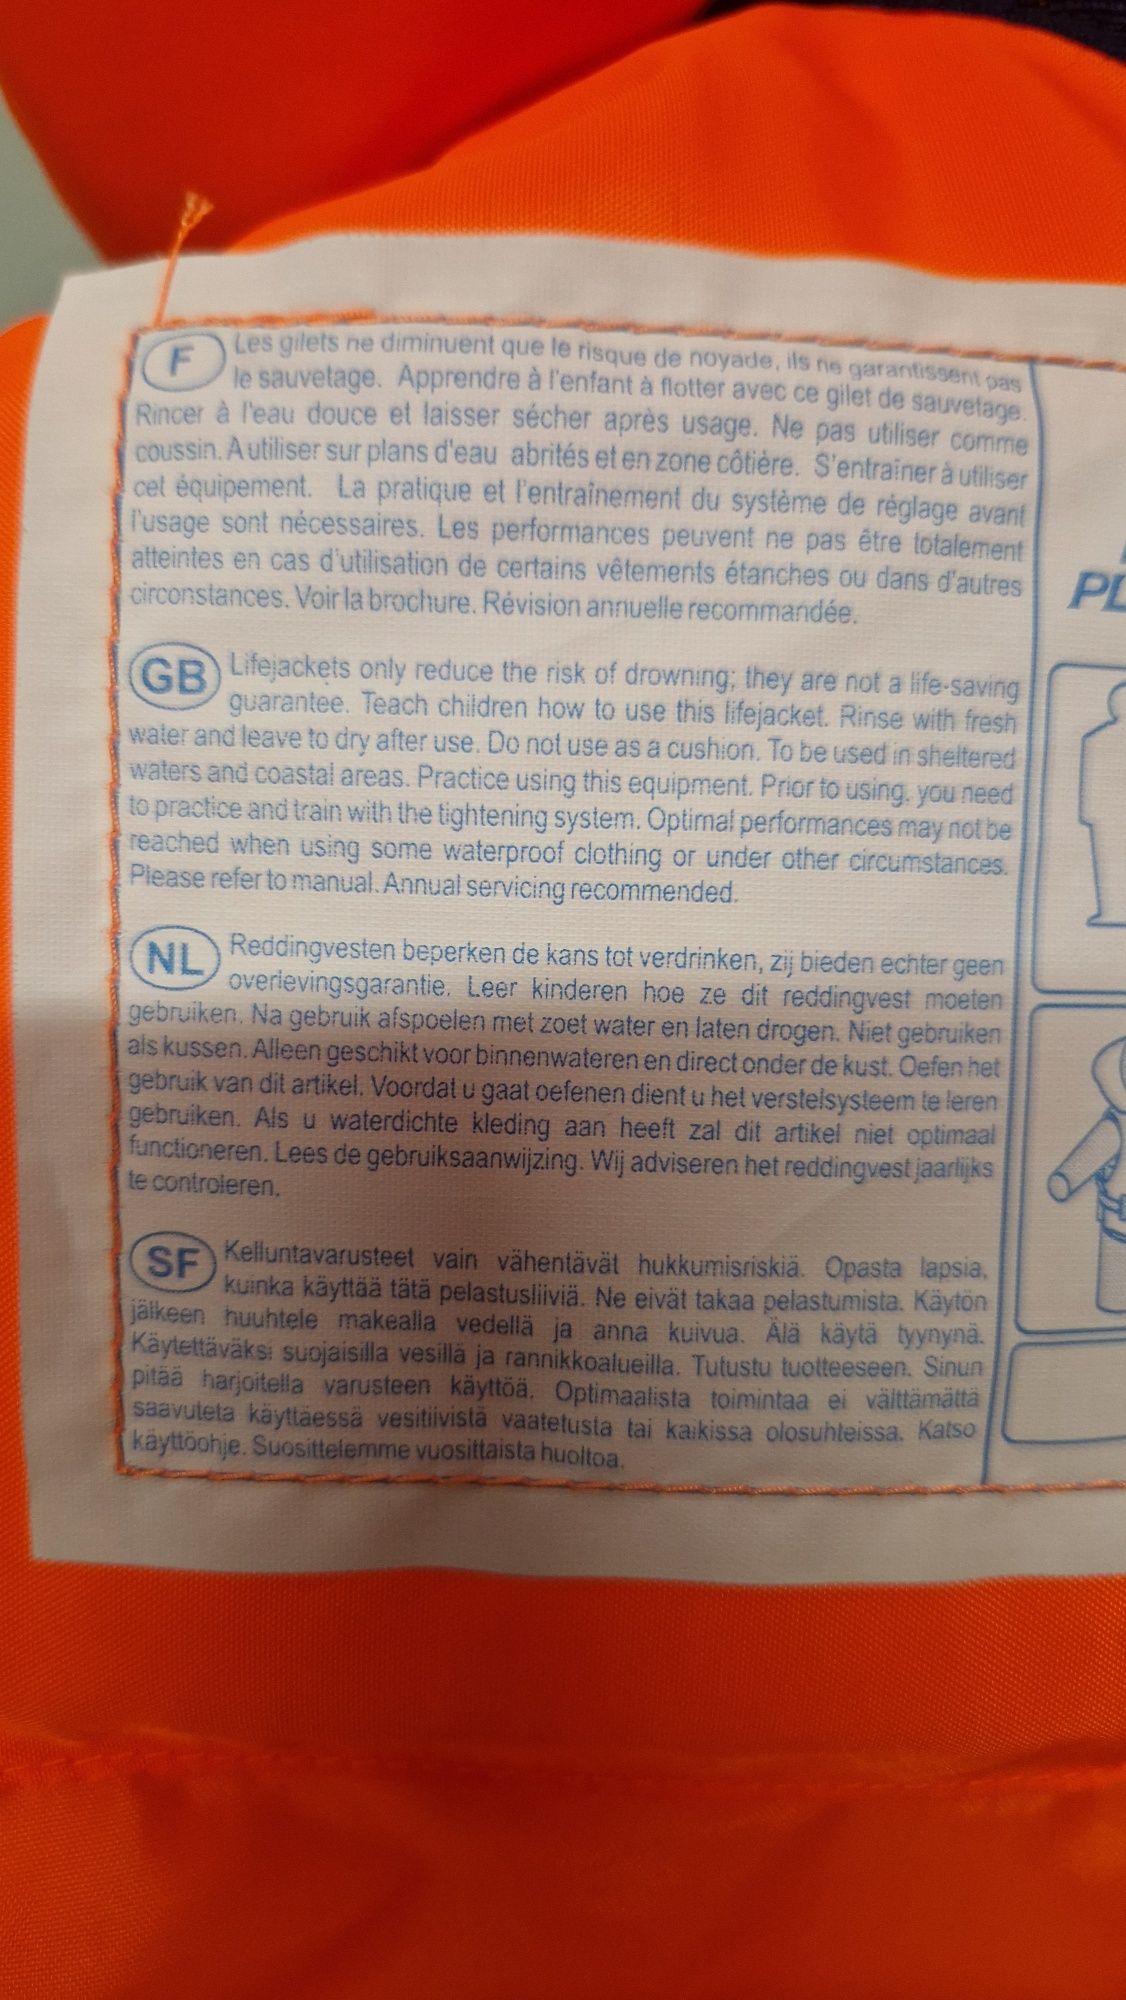 F Les gilets ne diminuent que le risque de noyade, ils ne garantissent pas
le sauvetage. Apprendre à l'enfant à flotter avec ce gilet de sauvetage.
Rincer à l'eau douce et laisser sécher après usage. Ne pas utiliser comme
coussin. A utiliser sur plans d'eau abrités et en zone côtière. S'entraîner à utiliser
cet équipement. La pratique et l'entraînement du système de réglage avant
l'usage sont nécessaires. Les performances peuvent ne pas être totalement
atteintes en cas d'utilisation de certains vêtements étanches ou dans d'autres
circonstances. Voir la brochure. Révision annuelle recommandée.
GB Lifejackets only reduce the risk of drowning; they are not a life-saving
guarantee. Teach children how to use this lifejacket. Rinse with fresh
water and leave to dry after use. Do not use as a cushion. To be used in sheltered
waters and coastal areas. Practice using this equipment. Prior to using, you need
to practice and train with the tightening system. Optimal performances may not be
reached when using some waterproof clothing or under other circumstances.
Please refer to manual. Annual servicing recommended.
NL Reddingvesten beperken de kans tot verdrinken, zij bieden echter geen
overlevingsgarantie. Leer kinderen hoe ze dit reddingvest moeten
gebruiken. Na gebruik afspoelen met zoet water en laten drogen. Niet gebruiken
als kussen. Alleen geschikt voor binnenwateren en direct onder de kust. Oefen het
gebruik van dit artikel. Voordat u gaat oefenen dient u het verstelsysteem te leren
gebruiken. Als u waterdichte kleding aan heeft zal dit artikel niet optimaal
functioneren. Lees de gebruiksaanwijzing. Wij adviseren het reddingvest jaarlijks
te controleren.
SF Kelluntavarusteet vain vähentävät hukkumisriskiä. Opasta lapsia,
kuinka käyttää tätä pelastusliiviä. Ne eivät takaa pelastumista. Käytön
jälkeen huuhtele makealla vedellä ja anna kuivua. Älä käytä tyynynä.
Käytettäväksi suojaisilla vesillä ja rannikkoalueilla. Tutustu tuotteeseen. Sinun
pitää harjoitella varusteen käyttöä. Optimaalista toimintaa ei välttämättä
saavuteta käyttäessä vesitiivistä vaatetusta tai kaikissa olosuhteissa. Katso
käyttöohje. Suosittelemme vuosittaista huoltoa.